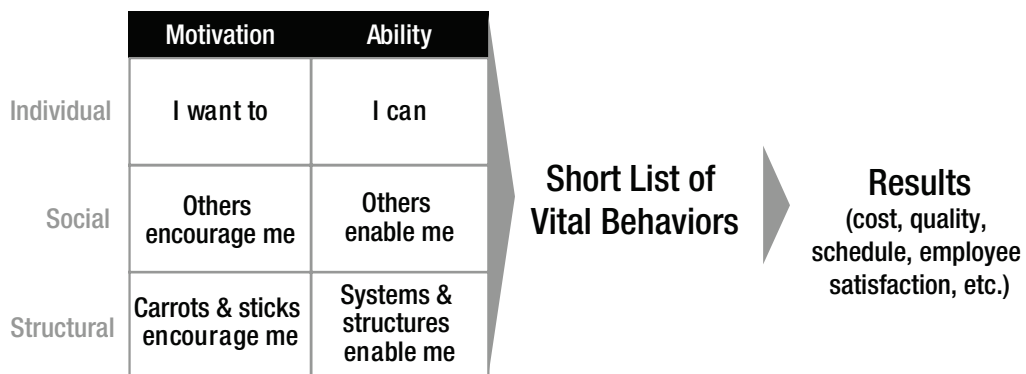 Motivation
Ability
Individual
I want to
I can
Social
Others
encourage me
Others
enable me
Structural
Carrots & sticks
encourage me
Systems &
structures
enable me
Short List of
Vital Behaviors
Results
(cost, quality,
schedule, employee
satisfaction, etc.)